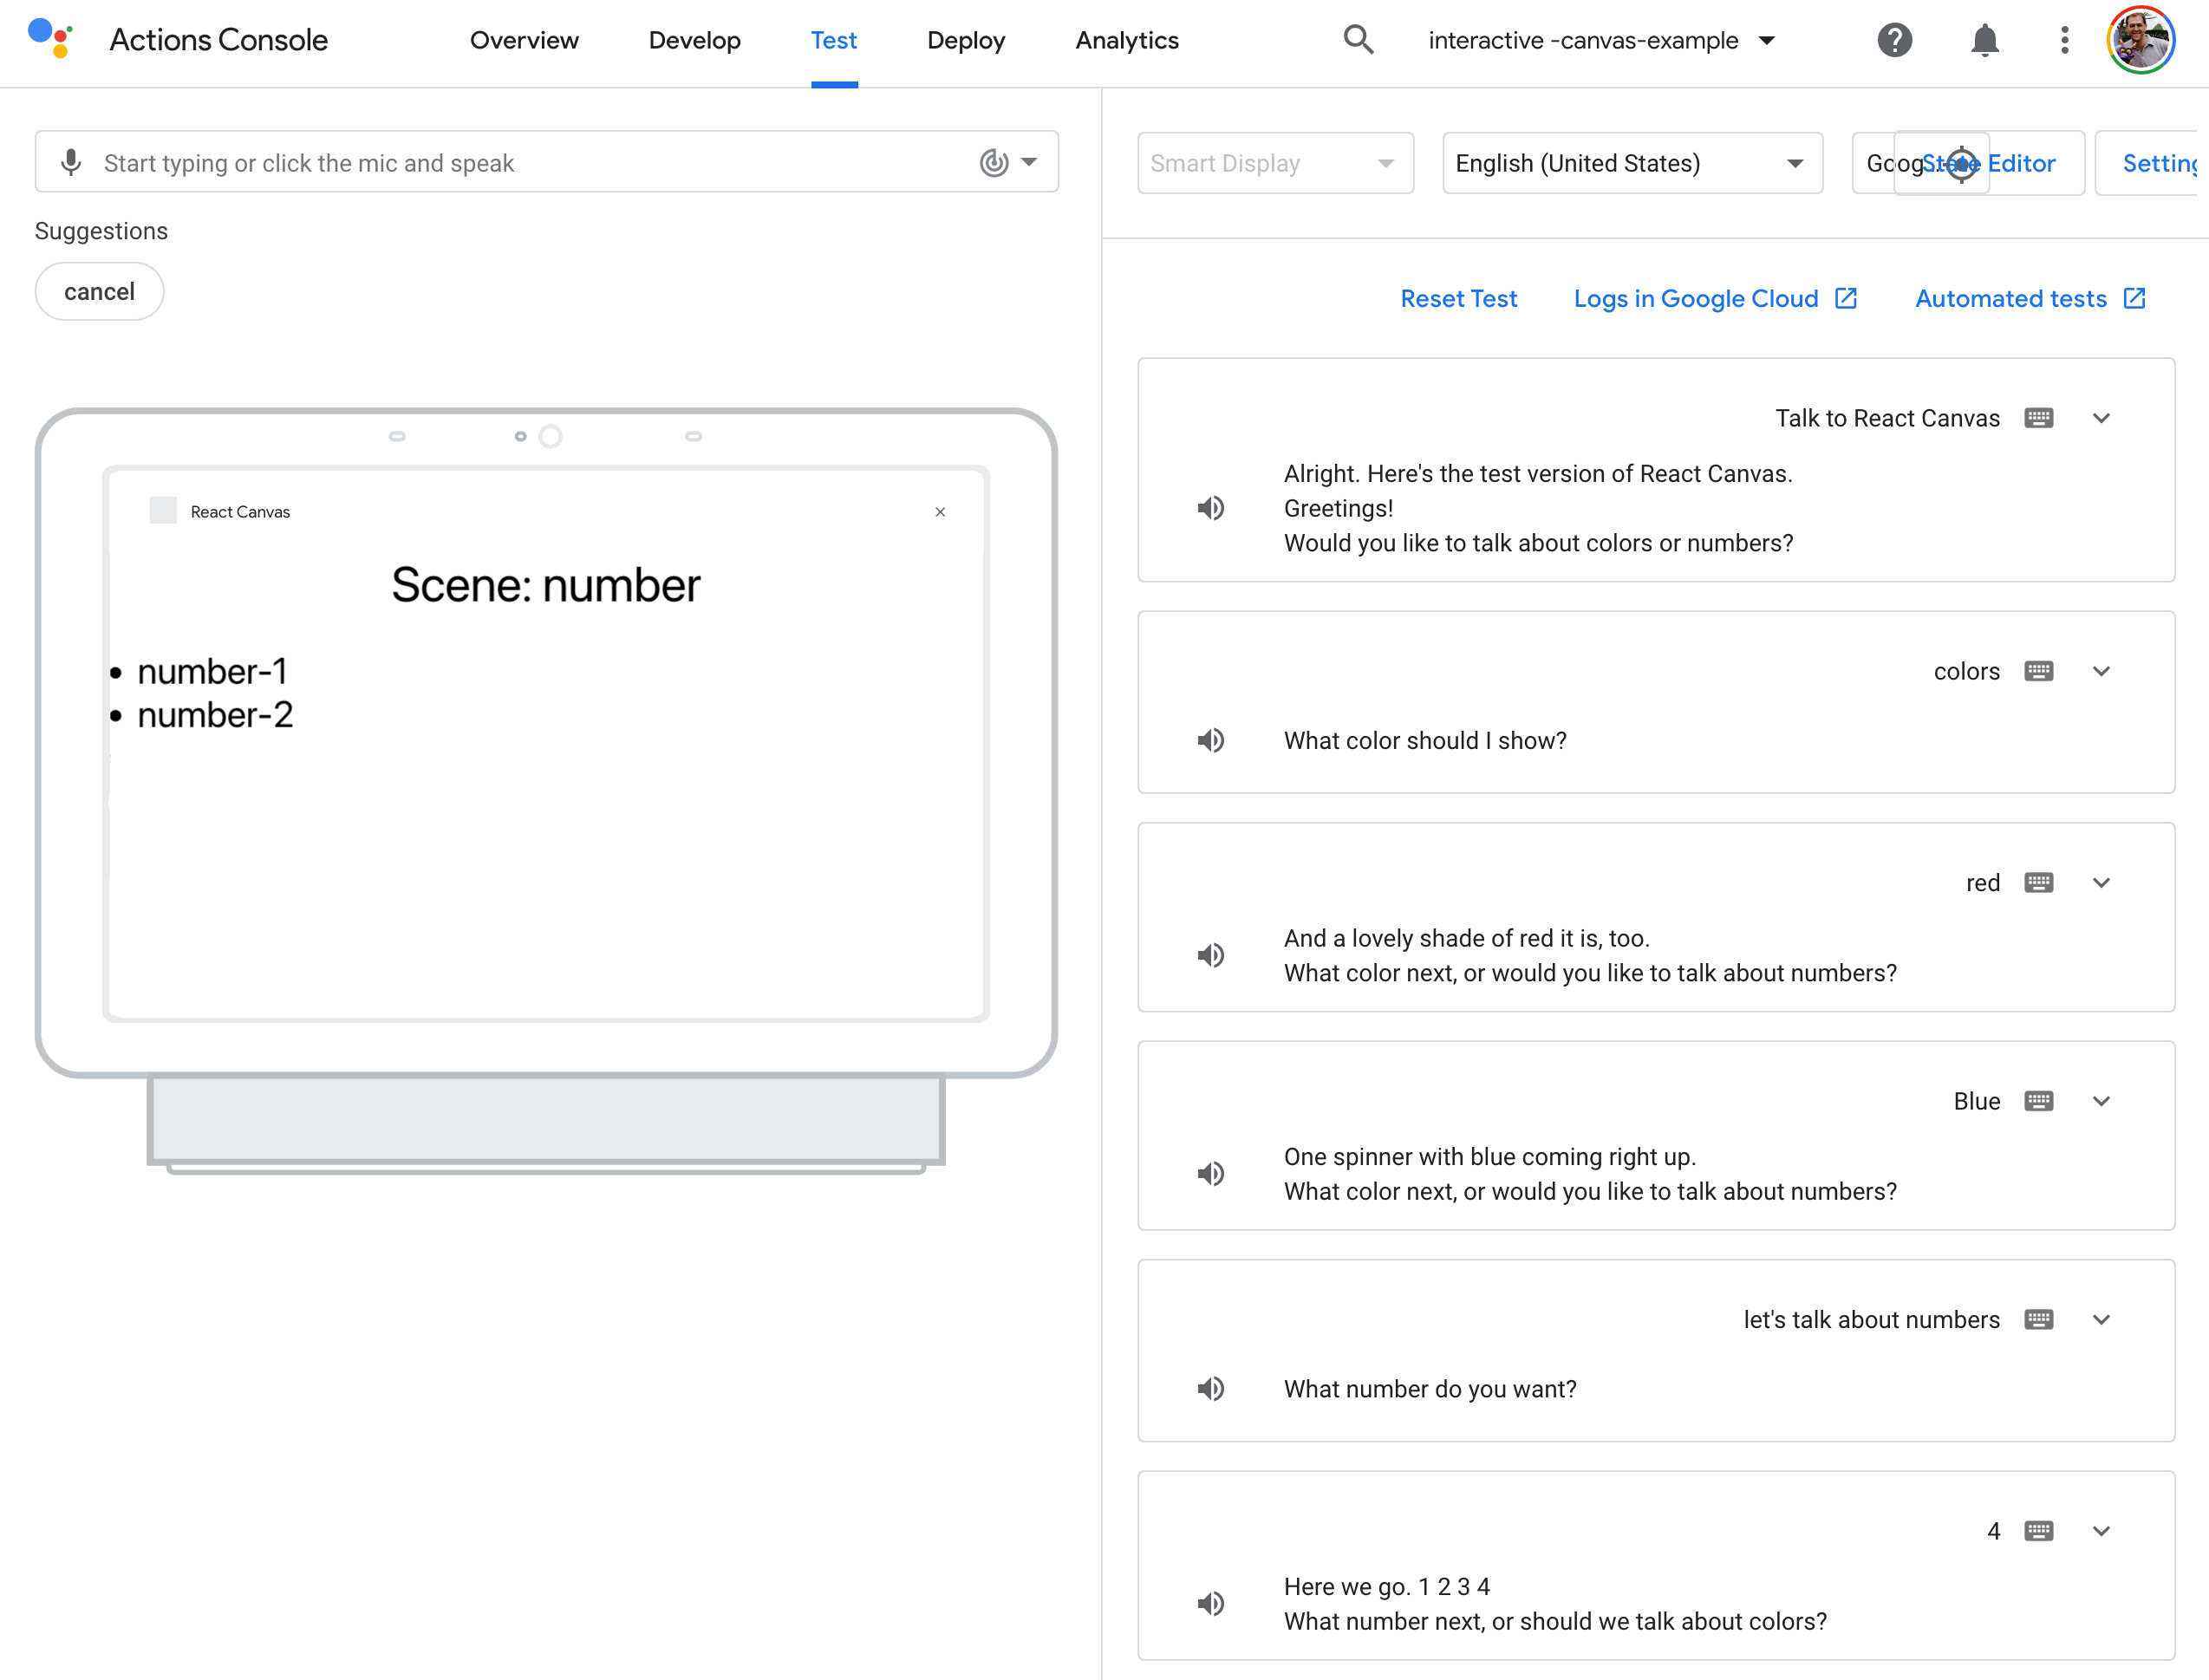 Actions Console
Overview
Develop
Test
Deploy
Analytics
interactive -canvas-example
Start typing or click the mic and speak
Suggestions
cancel
React Canvas
Scene: number
number-1
number-2
Smart Display
English (United States)
Goog...
State Editor
Reset Test
Logs in Google Cloud
Automated tests
Talk to React Canvas
Alright. Here's the test version of React Canvas.
Greetings!
Would you like to talk about colors or numbers?
colors
What color should I show?
red
And a lovely shade of red it is, too.
What color next, or would you like to talk about numbers?
Blue
One spinner with blue coming right up.
What color next, or would you like to talk about numbers?
let's talk about numbers
What number do you want?
4
Here we go. 1 2 3 4
What number next, or should we talk about colors?